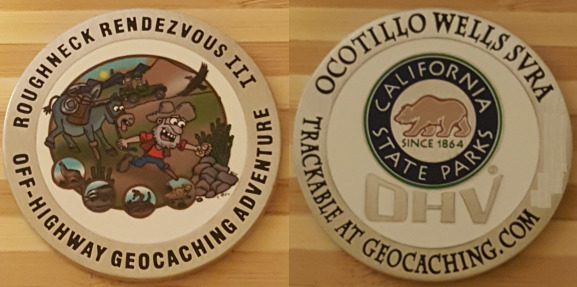 ROUGHNECK RENDEZVOUS III
OFF-HIGHWAY GEOCACHING ADVENTURE
OCOTILLO WELLS SVRA
CALIFORNIA
SINCE 1864
STATE PARKS
OHV
TRACKABLE AT GEOCACHING.COM